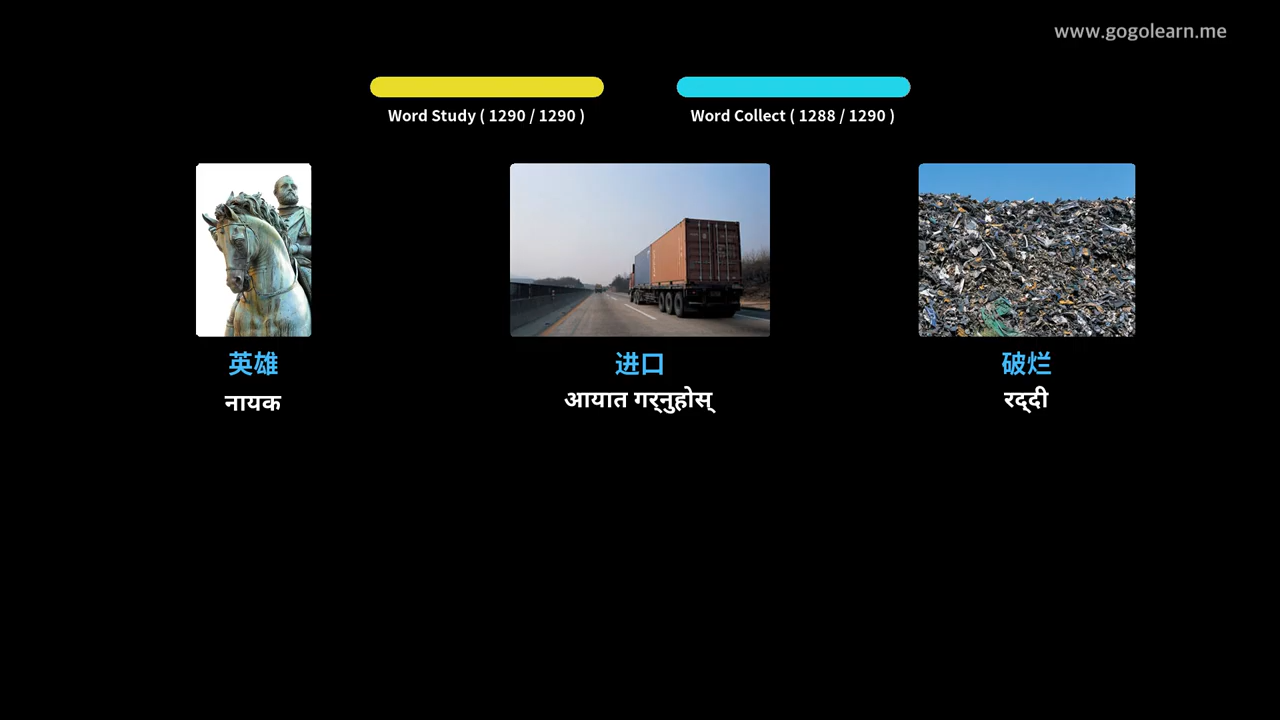 www.gogolearn.me
Word Study ( 1290 / 1290 )
Word Collect ( 1288 / 1290 )
英雄
进口
破烂
नायक
आयात गर्‍नुहोस्
रद्‍दी